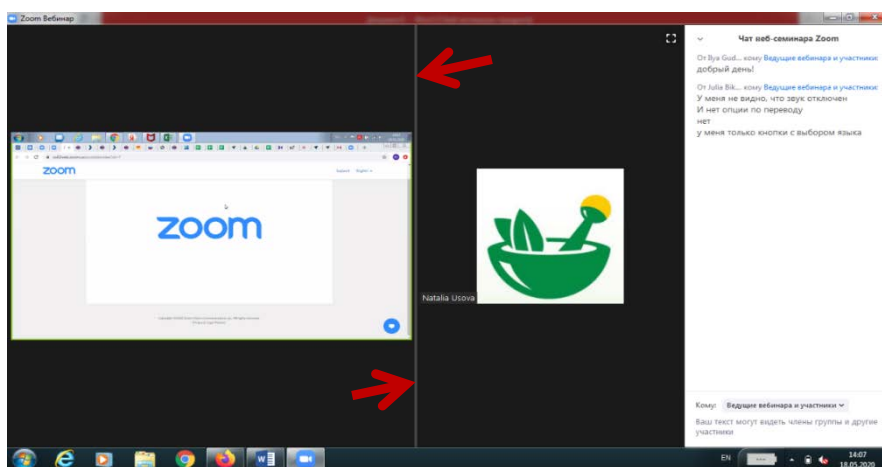 Zoom Вебинар
zoom
zoom
Natalia Usova
Чат веб-семинара Zoom
От Ilya Gud... кому Ведущие вебинара и участники:
добрый день!
От Julia Bik... кому Ведущие вебинара и участники:
У меня не видно, что звук отключен
И нет опции по переводу
нет
у меня только кнопки с выбором языка
Кому: Ведущие вебинара и участники
Ваш текст могут видеть члены группы и другие
участники
EN
14:07
18.05.2020